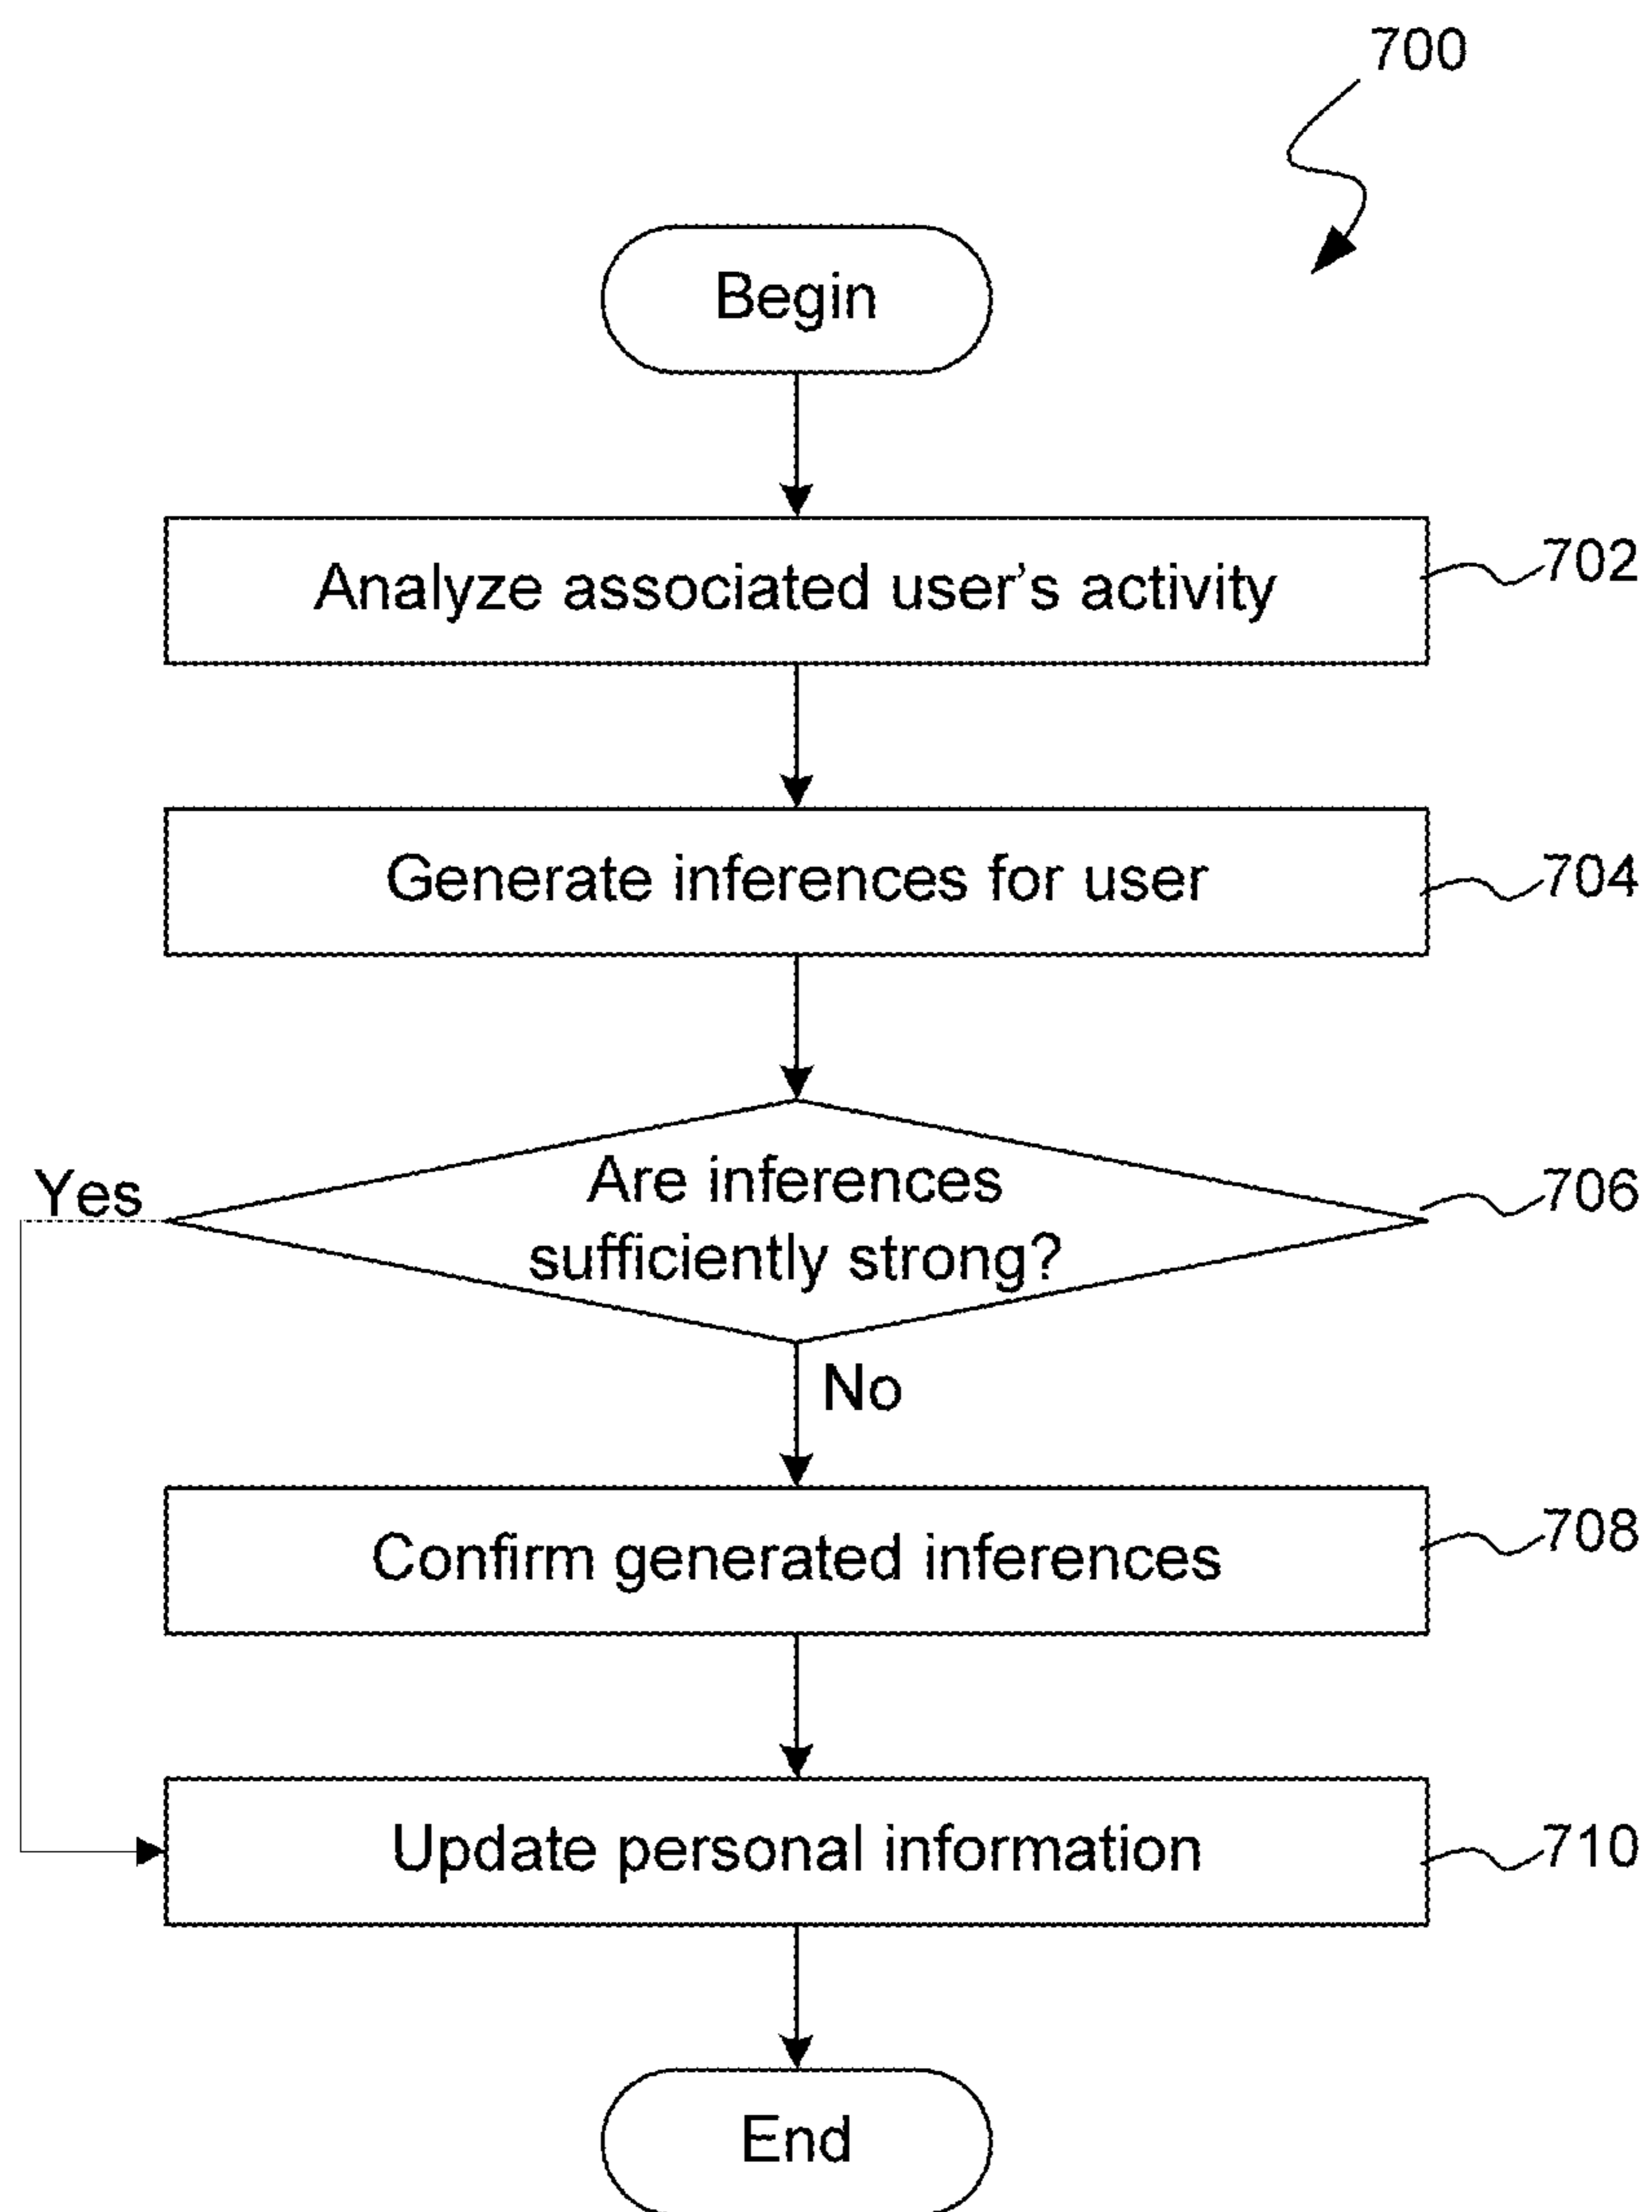 700
Begin
Analyze associated user’s activity
702
Generate inferences for user
704
Yes
Are inferences
sufficiently strong?
706
No
Confirm generated inferences
708
Update personal information
710
End